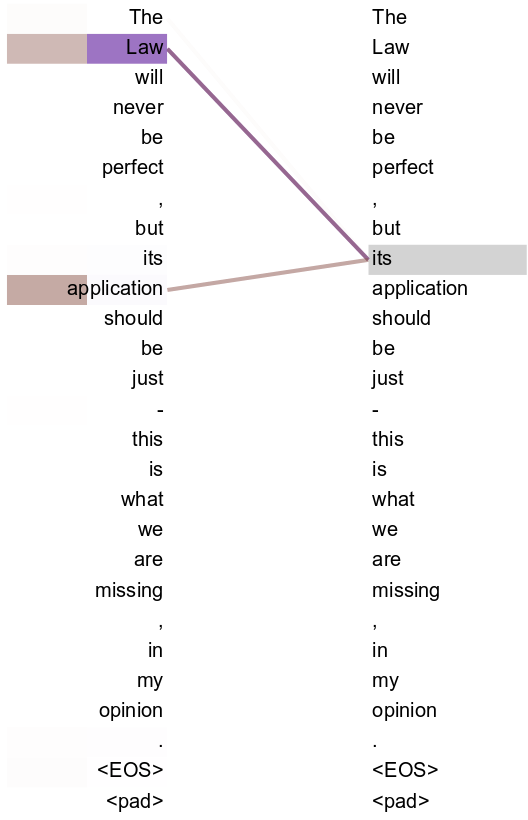 The The
Law Law
will will
never never
be be
perfect perfect
, ,
but but
its its
application application
should should
be be
just just
- -
this this
is is
what what
we we
are are
missing missing
, ,
in in
my my
opinion opinion
. .
<EOS> <EOS>
<pad> <pad>